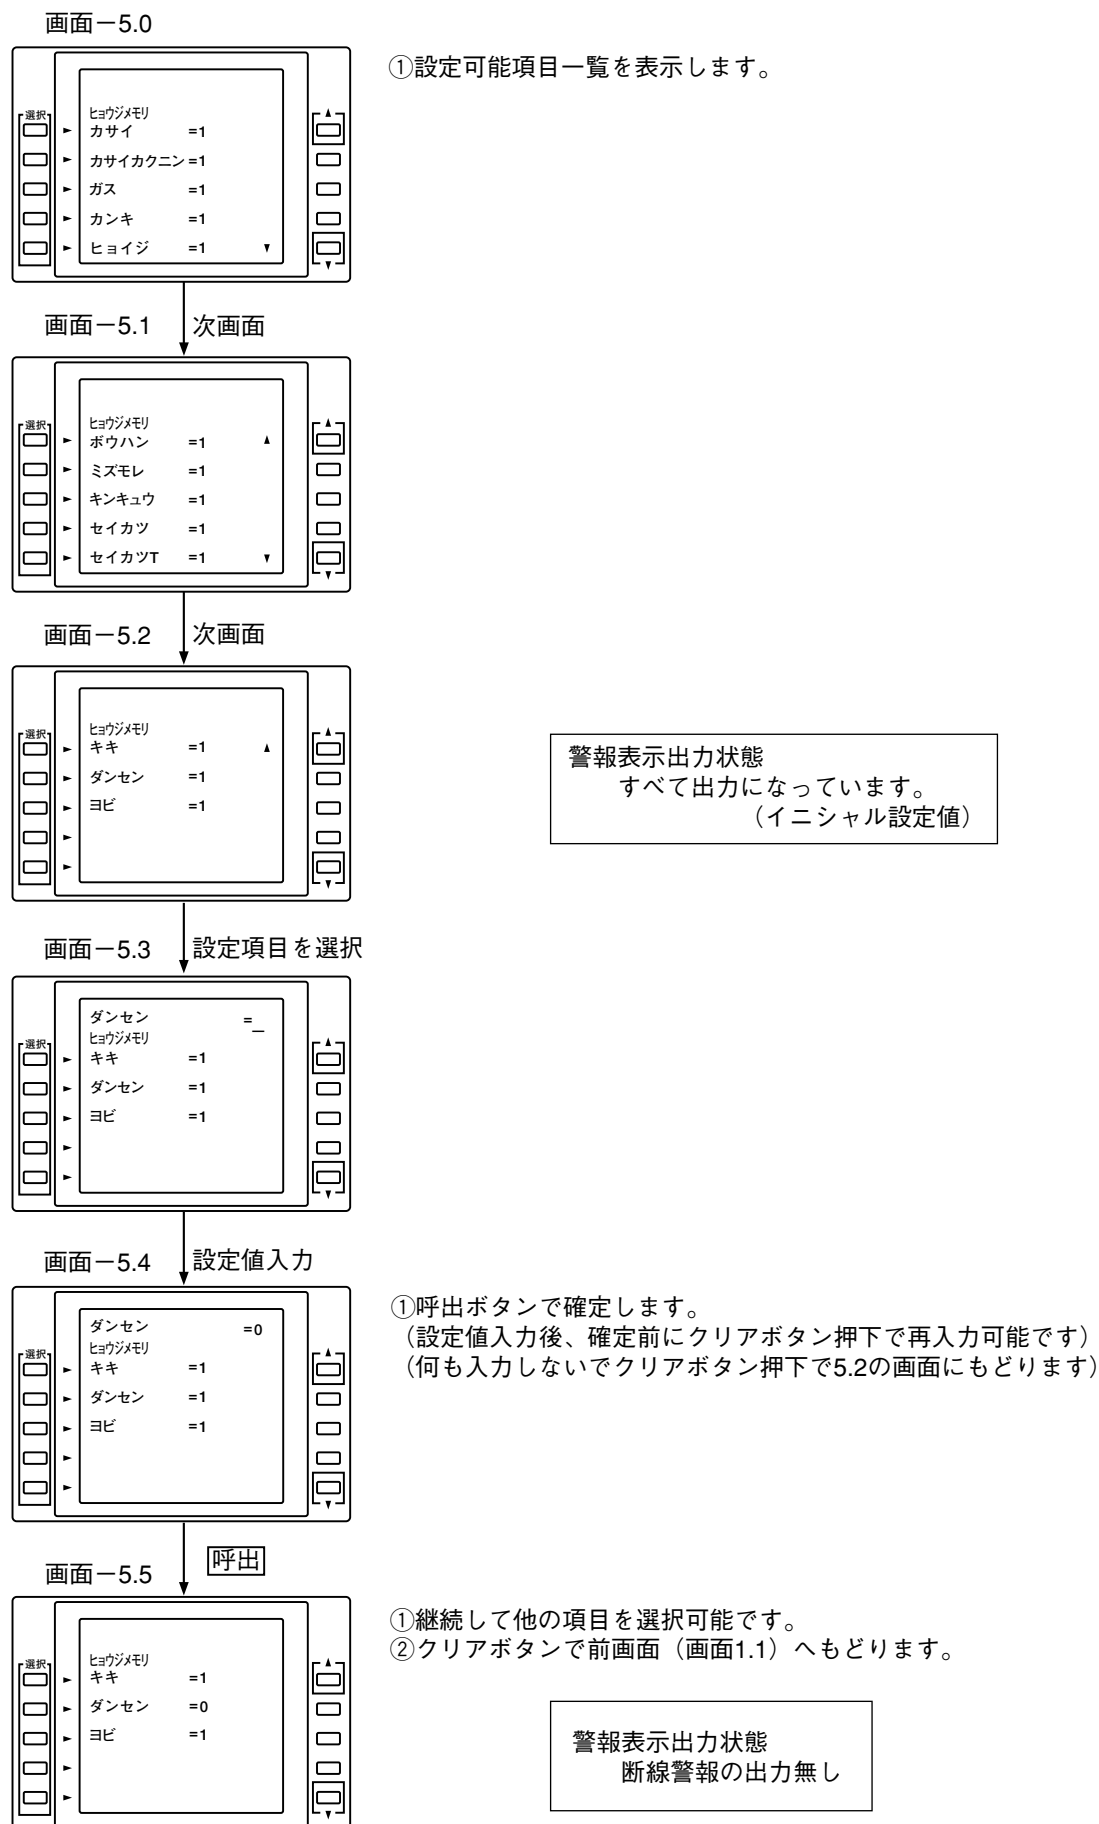 画面－5.0
①設定可能項目一覧を表示します。
選択
ヒョウジメモリ
カサイ =1
カサイカクニン =1
ガス =1
カンキ =1
ヒョイジ =1 ▼
画面－5.1 次画面
選択
ヒョウジメモリ
ボウハン =1 ▲
ミズモレ =1
キンキュウ =1
セイカツ =1
セイカツT =1 ▼
画面－5.2 次画面
選択
ヒョウジメモリ
キキ =1 ▲
ダンセン =1
ヨビ =1
警報表示出力状態
すべて出力になっています。
（イニシャル設定値）
画面－5.3 設定項目を選択
ダンセン =_
選択
ヒョウジメモリ
キキ =1
ダンセン =1
ヨビ =1
画面－5.4 設定値入力
ダンセン =0
選択
ヒョウジメモリ
キキ =1
ダンセン =1
ヨビ =1
①呼出ボタンで確定します。
（設定値入力後、確定前にクリアボタン押下で再入力可能です）
（何も入力しないでクリアボタン押下で5.2の画面にもどります）
画面－5.5 呼出
選択
ヒョウジメモリ
キキ =1
ダンセン =0
ヨビ =1
①継続して他の項目を選択可能です。
②クリアボタンで前画面（画面1.1）へもどります。
警報表示出力状態
断線警報の出力無し